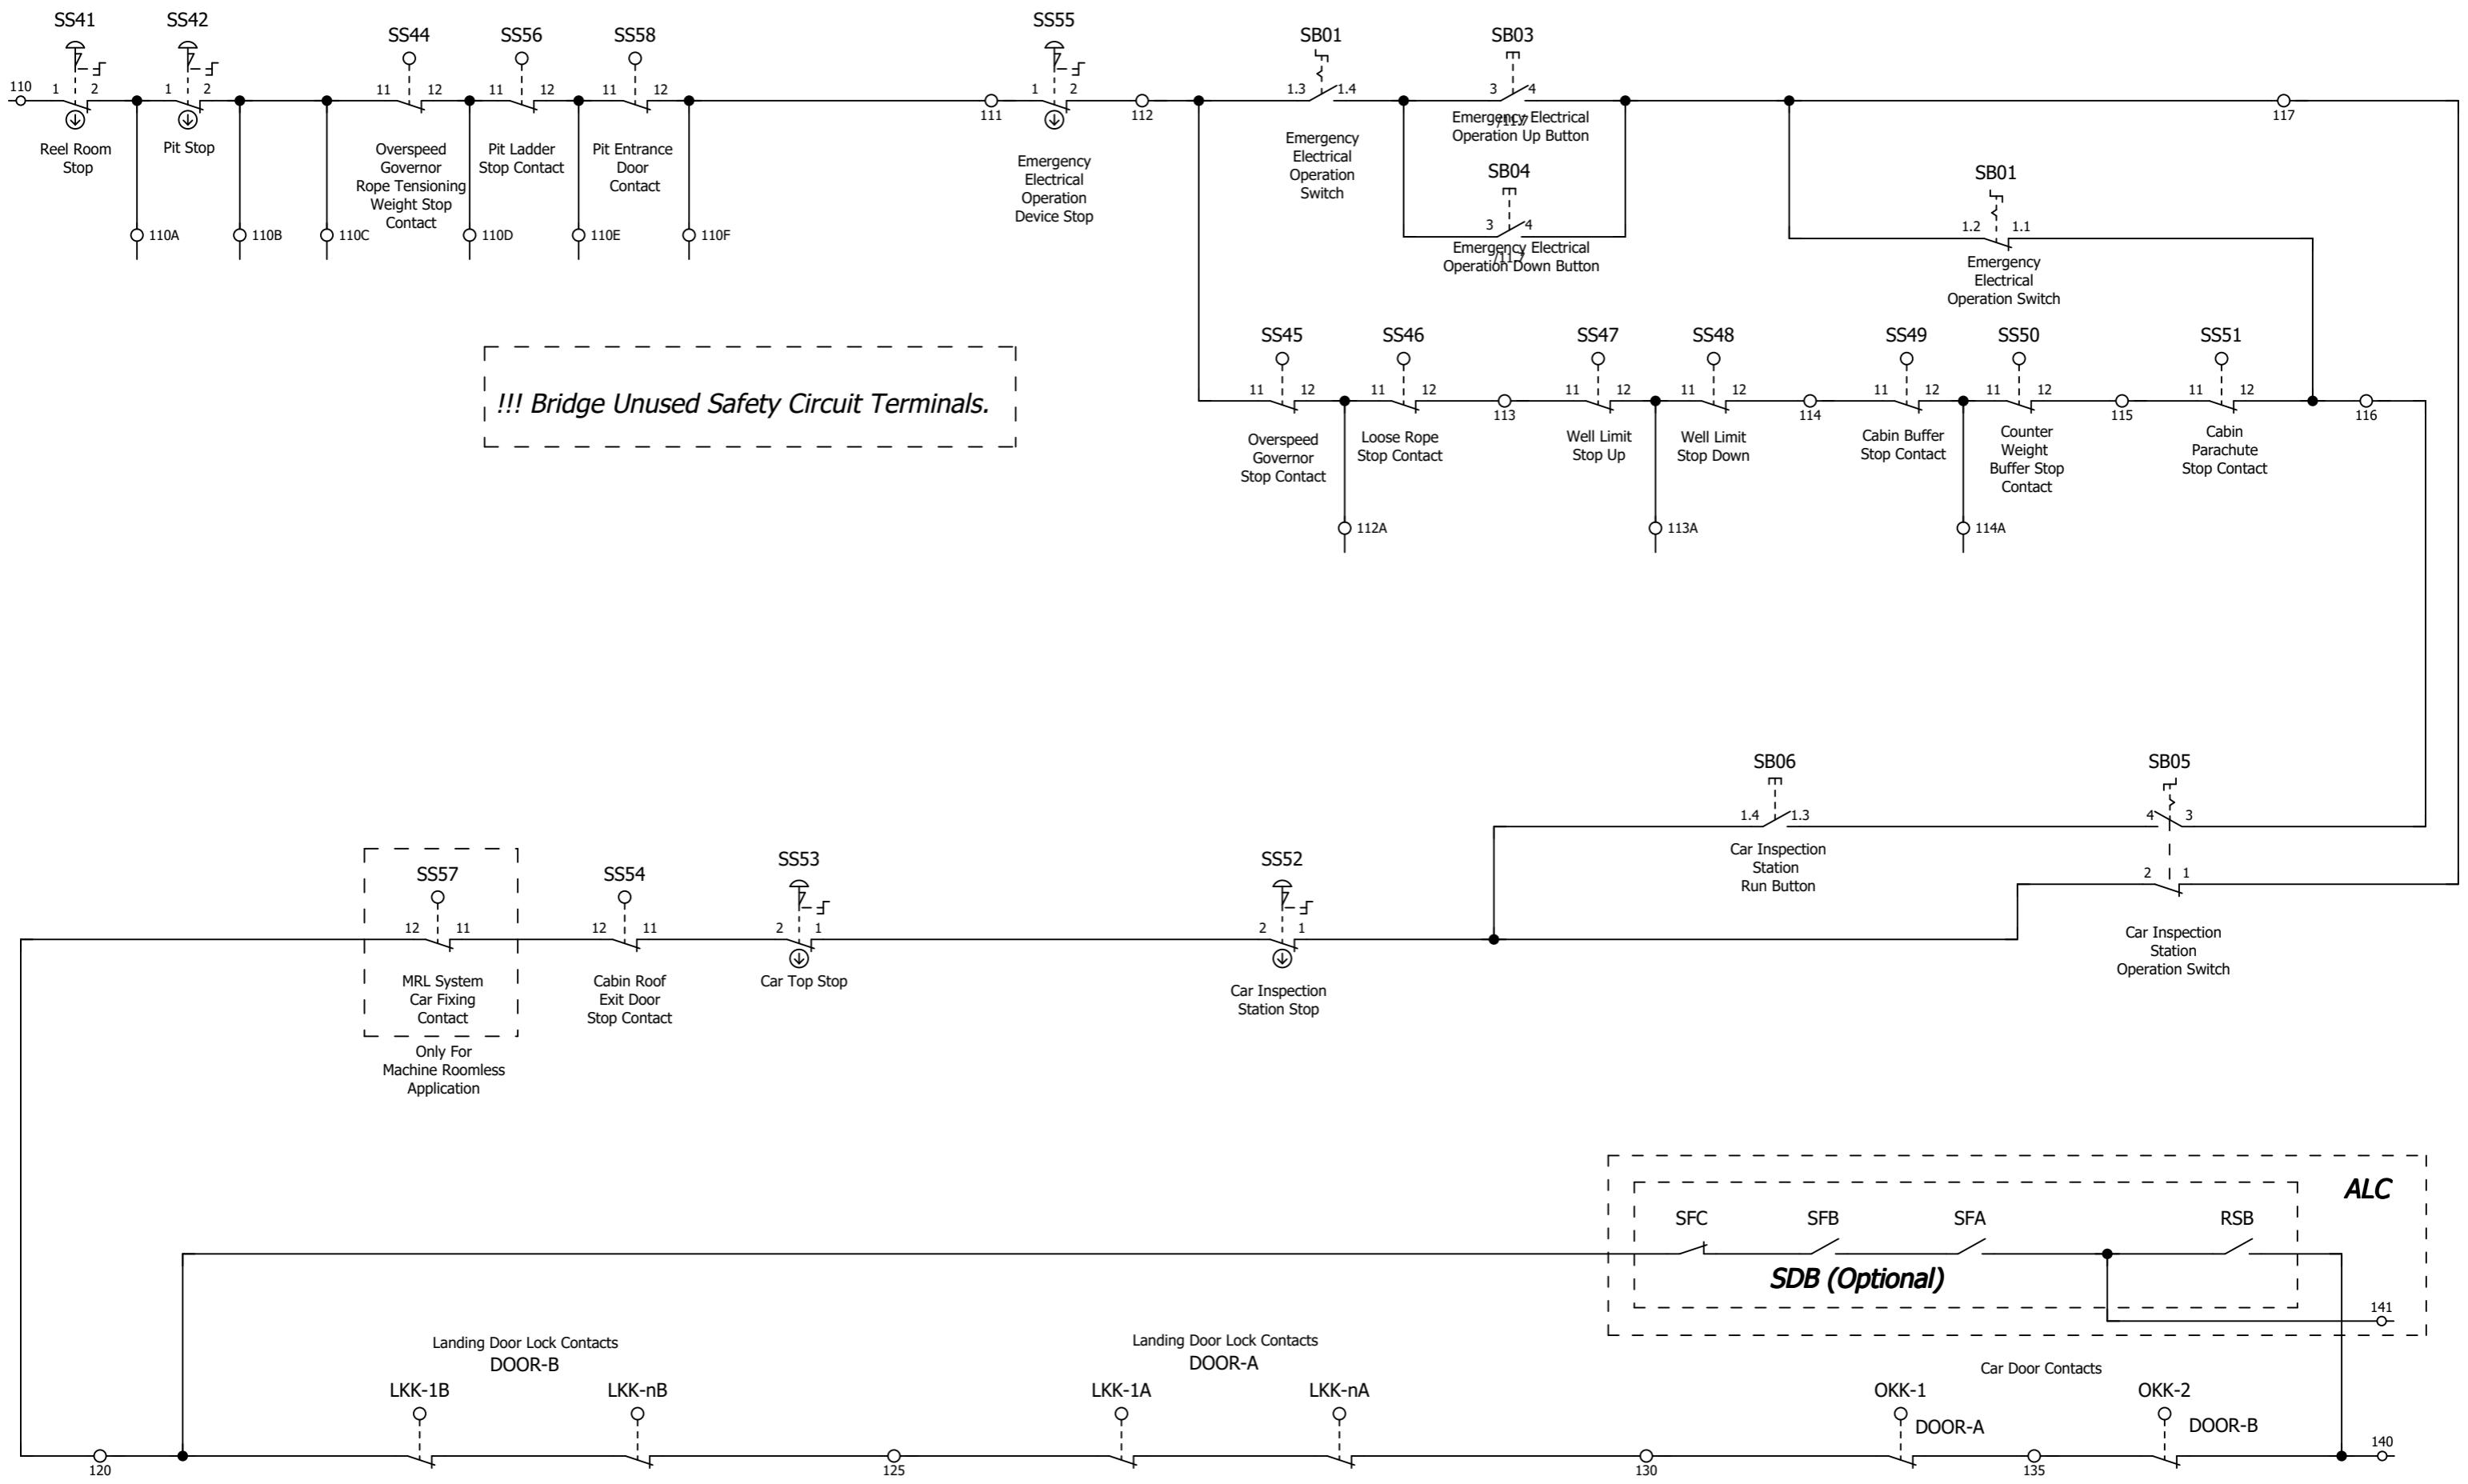 SS41
SS42
SS44
SS56
SS58
SS55
SB01
SB03
110
1
2
1
2
11
12
11
12
11
12
111
1
2
112
1.3
1.4
3
4
117
Reel Room
Stop
Pit Stop
Overspeed
Governor
Rope Tensioning
Weight Stop
Contact
Pit Ladder
Stop Contact
Pit Entrance
Door
Contact
Emergency
Electrical
Operation
Device Stop
Emergency
Electrical
Operation
Switch
Emergency Electrical
/11.7
Operation Up Button
SB04
3
4
Emergency Electrical
/11.7
Operation Down Button
SB01
1.2
1.1
Emergency
Electrical
Operation Switch
110A
110B
110C
110D
110E
110F
!!! Bridge Unused Safety Circuit Terminals.
SS45
SS46
SS47
SS48
SS49
SS50
SS51
11
12
11
12
113
11
12
11
12
114
11
12
11
12
115
11
12
116
Overspeed
Governor
Stop Contact
Loose Rope
Stop Contact
Well Limit
Stop Up
Well Limit
Stop Down
Cabin Buffer
Stop Contact
Counter
Weight
Buffer Stop
Contact
Cabin
Parachute
Stop Contact
112A
113A
114A
SB06
SB05
1.4
1.3
4
3
Car Inspection
Station
Run Button
2
1
Car Inspection
Station
Operation Switch
SS57
SS54
SS53
SS52
12
11
12
11
2
1
2
1
MRL System
Car Fixing
Contact
Only For
Machine Roomless
Application
Cabin Roof
Exit Door
Stop Contact
Car Top Stop
Car Inspection
Station Stop
ALC
SFC
SFB
SFA
RSB
SDB (Optional)
141
Landing Door Lock Contacts
DOOR-B
Landing Door Lock Contacts
DOOR-A
Car Door Contacts
LKK-1B
LKK-nB
LKK-1A
LKK-nA
OKK-1
DOOR-A
OKK-2
DOOR-B
120
125
130
135
140